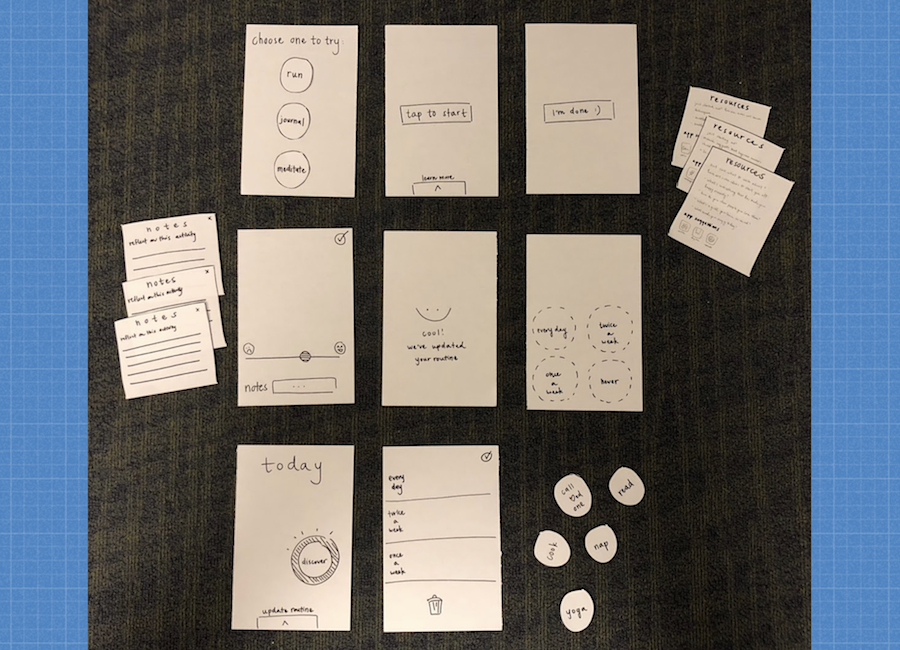 choose one to try:
run
journal
meditate
tap to start
learn more
i'm done :)
resources
resources
resources
app suggestions
notes
reflect on this activity
notes
reflect on this activity
notes
reflect on this activity
notes
...
cool!
we've updated
your routine
every day
twice
a
week
once
a
week
never
today
discover
update routine
every
day
twice
a
week
once
a
week
call
loved
one
read
cook
nap
yoga